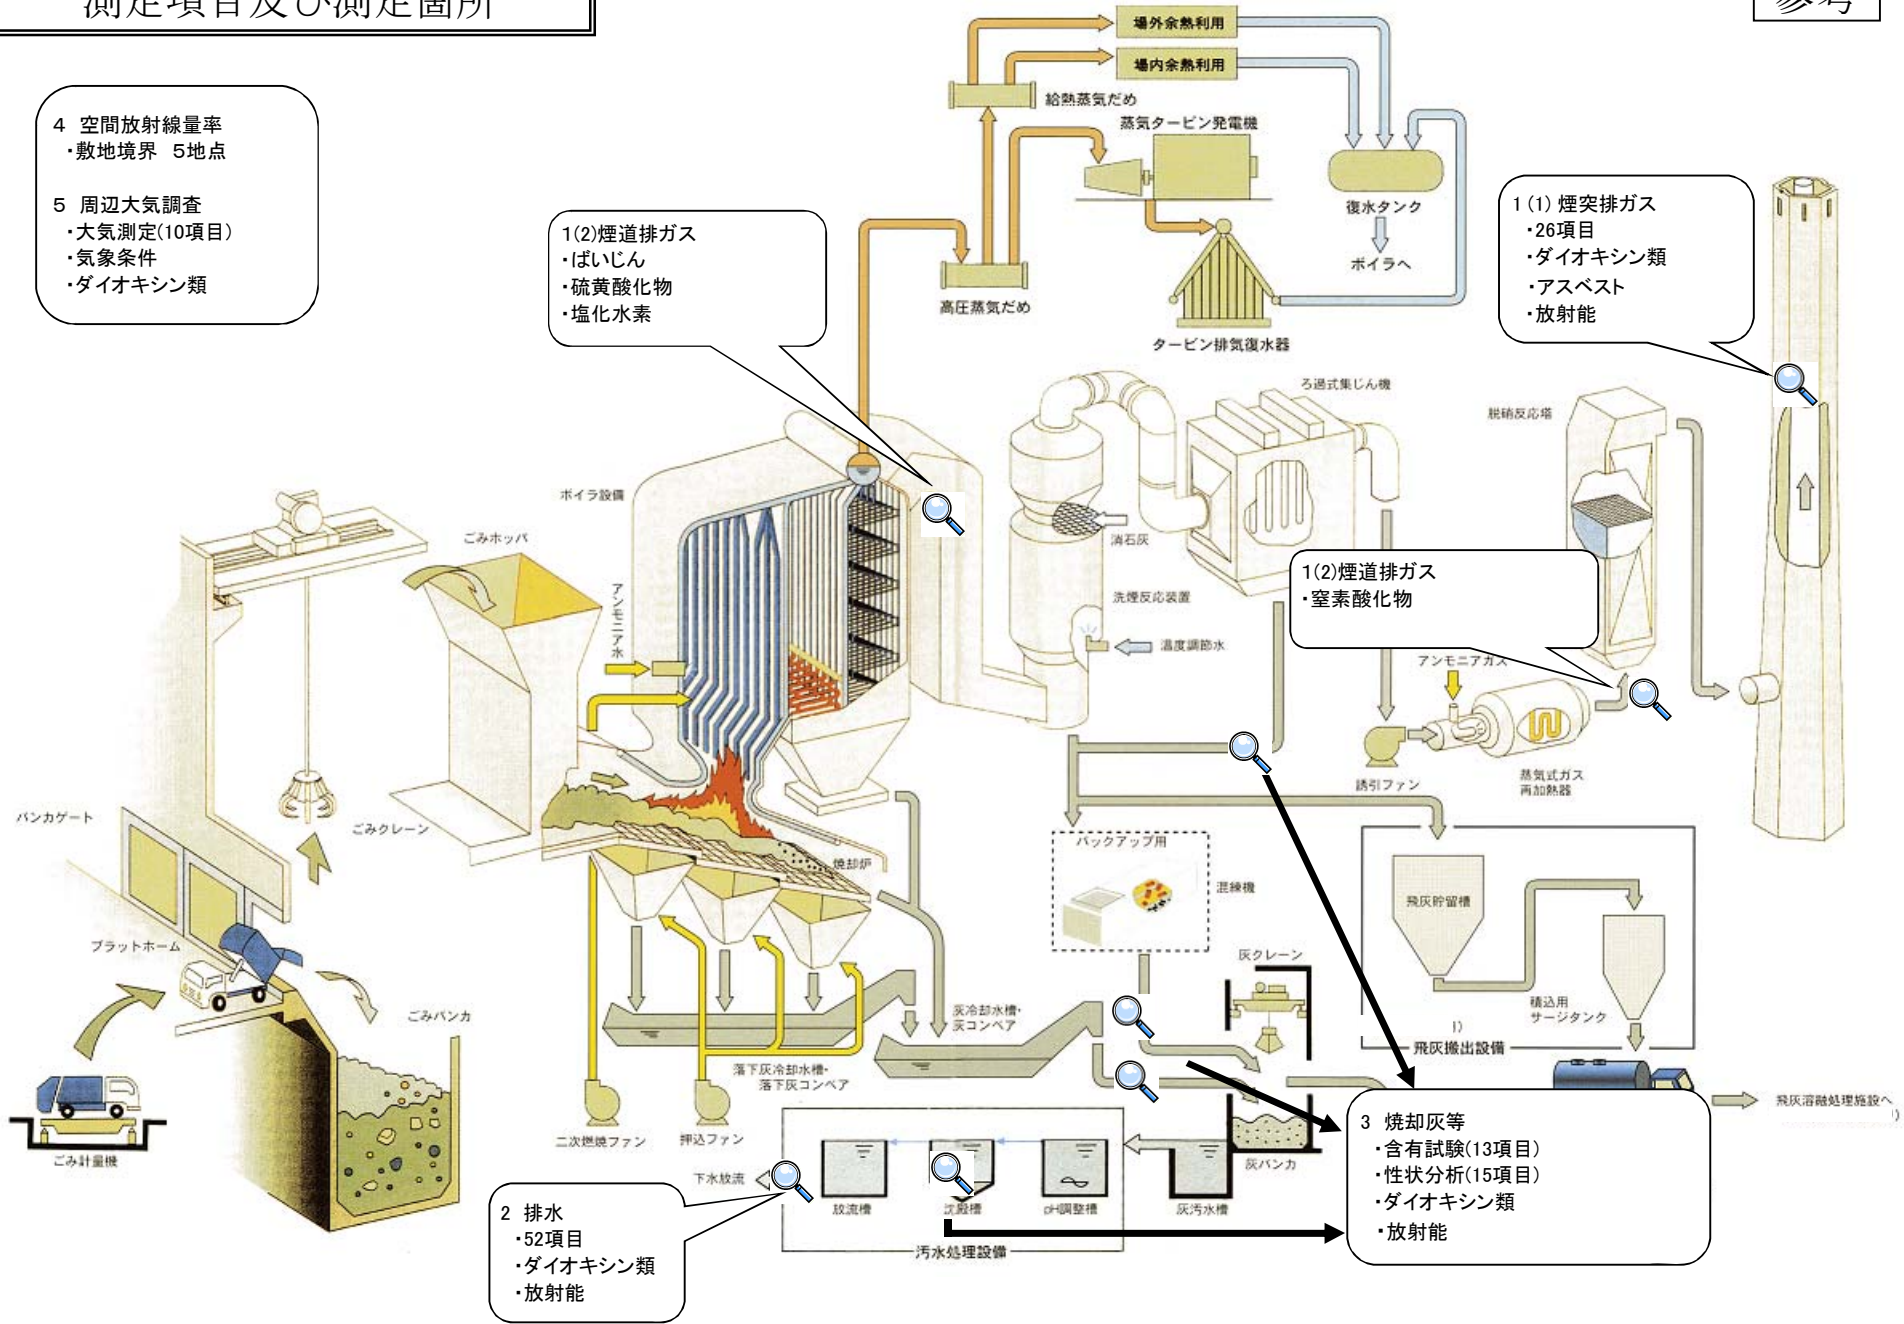 測定項目及び測定箇所
参考
4 空間放射線量率
・敷地境界 5地点
5 周辺大気調査
・大気測定(10項目)
・気象条件
・ダイオキシン類
1(2)煙道排ガス
・ばいじん
・硫黄酸化物
・塩化水素
場外余熱利用
場内余熱利用
給熱蒸気だめ
蒸気タービン発電機
高圧蒸気だめ
復水タンク
ボイラへ
タービン排気復水器
1(1) 煙突排ガス
・26項目
・ダイオキシン類
・アスベスト
・放射能
ろ過式集じん機
脱硝反応塔
ボイラ設備
ごみホッパ
アンモニア水
消石灰
洗煙反応装置
温度調節水
1(2)煙道排ガス
・窒素酸化物
アンモニアガス
誘引ファン
蒸気式ガス
再加熱器
バンカゲート
ごみクレーン
焼却炉
バックアップ用
混練機
飛灰貯留槽
プラットホーム
灰クレーン
積込用
サージタンク
飛灰搬出設備
ごみバンカ
灰冷却水槽・
灰コンベア
落下灰冷却水槽・
落下灰コンベア
飛灰溶融処理施設へ
ごみ計量機
二次燃焼ファン
押込ファン
下水放流
放流槽
沈殿槽
pH調整槽
灰汚水槽
灰バンカ
汚水処理設備
2 排水
・52項目
・ダイオキシン類
・放射能
3 焼却灰等
・含有試験(13項目)
・性状分析(15項目)
・ダイオキシン類
・放射能